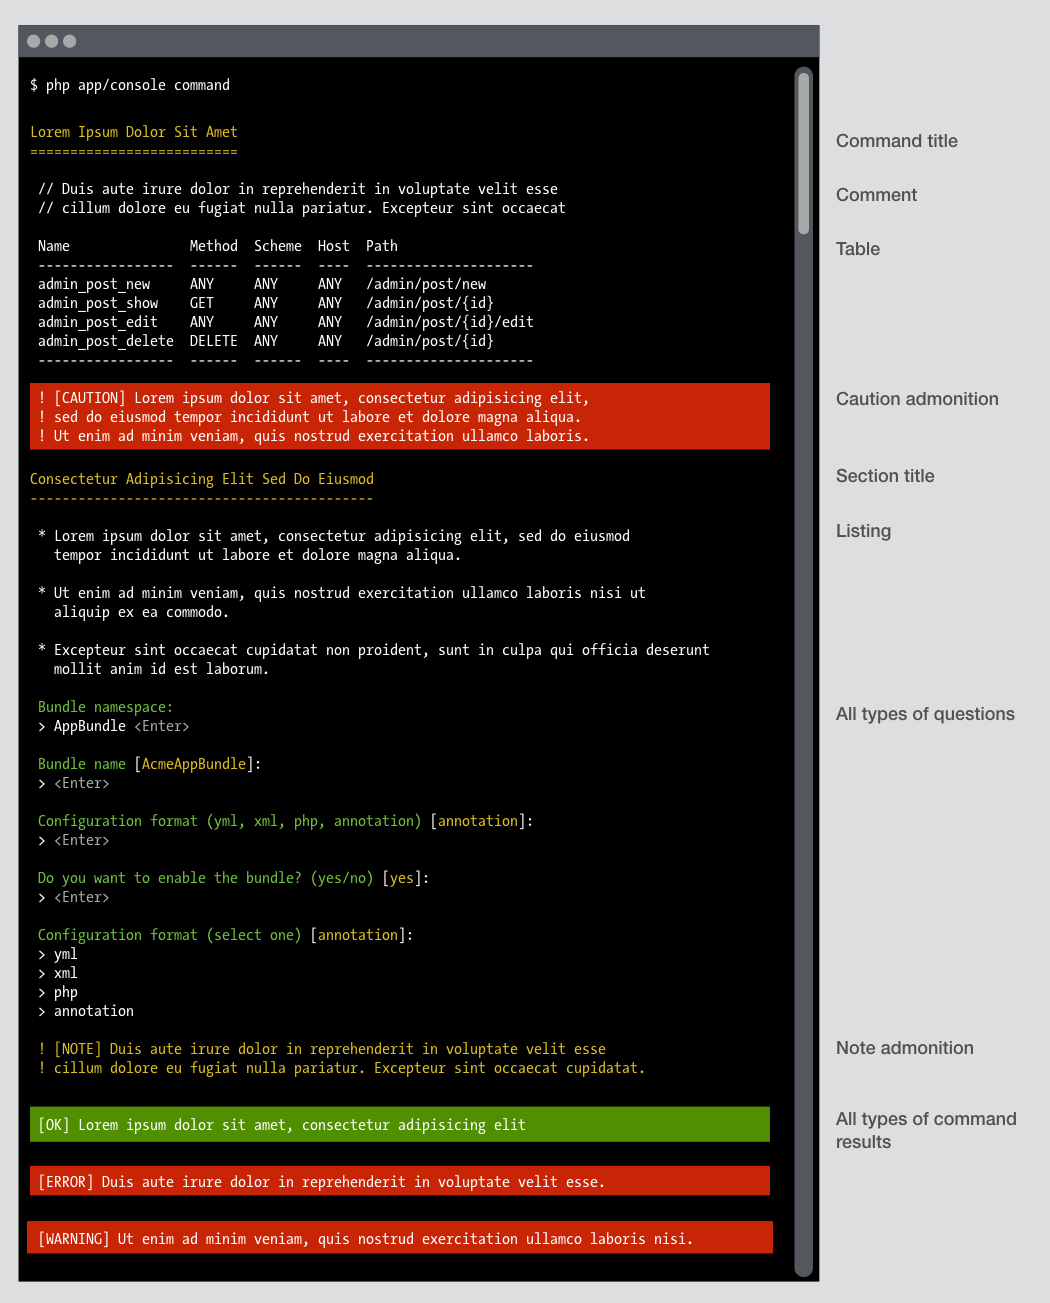 $ php app/console command
Lorem Ipsum Dolor Sit Amet
==========================
Command title
// Duis aute irure dolor in reprehenderit in voluptate velit esse
// cillum dolore eu fugiat nulla pariatur. Excepteur sint occaecat
Comment
Name Method Scheme Host Path
Table
----------------- ------ ------ ---- ---------------------
admin_post_new ANY ANY ANY /admin/post/new
admin_post_show GET ANY ANY /admin/post/{id}
admin_post_edit ANY ANY ANY /admin/post/{id}/edit
admin_post_delete DELETE ANY ANY /admin/post/{id}
----------------- ------ ------ ---- ---------------------
! [CAUTION] Lorem ipsum dolor sit amet, consectetur adipisicing elit,
! sed do eiusmod tempor incididunt ut labore et dolore magna aliqua.
! Ut enim ad minim veniam, quis nostrud exercitation ullamco laboris.
Caution admonition
Consectetur Adipisicing Elit Sed Do Eiusmod
-------------------------------------------
Section title
* Lorem ipsum dolor sit amet, consectetur adipisicing elit, sed do eiusmod
tempor incididunt ut labore et dolore magna aliqua.
Listing
* Ut enim ad minim veniam, quis nostrud exercitation ullamco laboris nisi ut
aliquip ex ea commodo.
* Excepteur sint occaecat cupidatat non proident, sunt in culpa qui officia deserunt
mollit anim id est laborum.
Bundle namespace:
> AppBundle <Enter>
All types of questions
Bundle name [AcmeAppBundle]:
> <Enter>
Configuration format (yml, xml, php, annotation) [annotation]:
> <Enter>
Do you want to enable the bundle? (yes/no) [yes]:
> <Enter>
Configuration format (select one) [annotation]:
> yml
> xml
> php
> annotation
! [NOTE] Duis aute irure dolor in reprehenderit in voluptate velit esse
! cillum dolore eu fugiat nulla pariatur. Excepteur sint occaecat cupidatat.
Note admonition
[OK] Lorem ipsum dolor sit amet, consectetur adipisicing elit
All types of command
results
[ERROR] Duis aute irure dolor in reprehenderit in voluptate velit esse.
[WARNING] Ut enim ad minim veniam, quis nostrud exercitation ullamco laboris nisi.